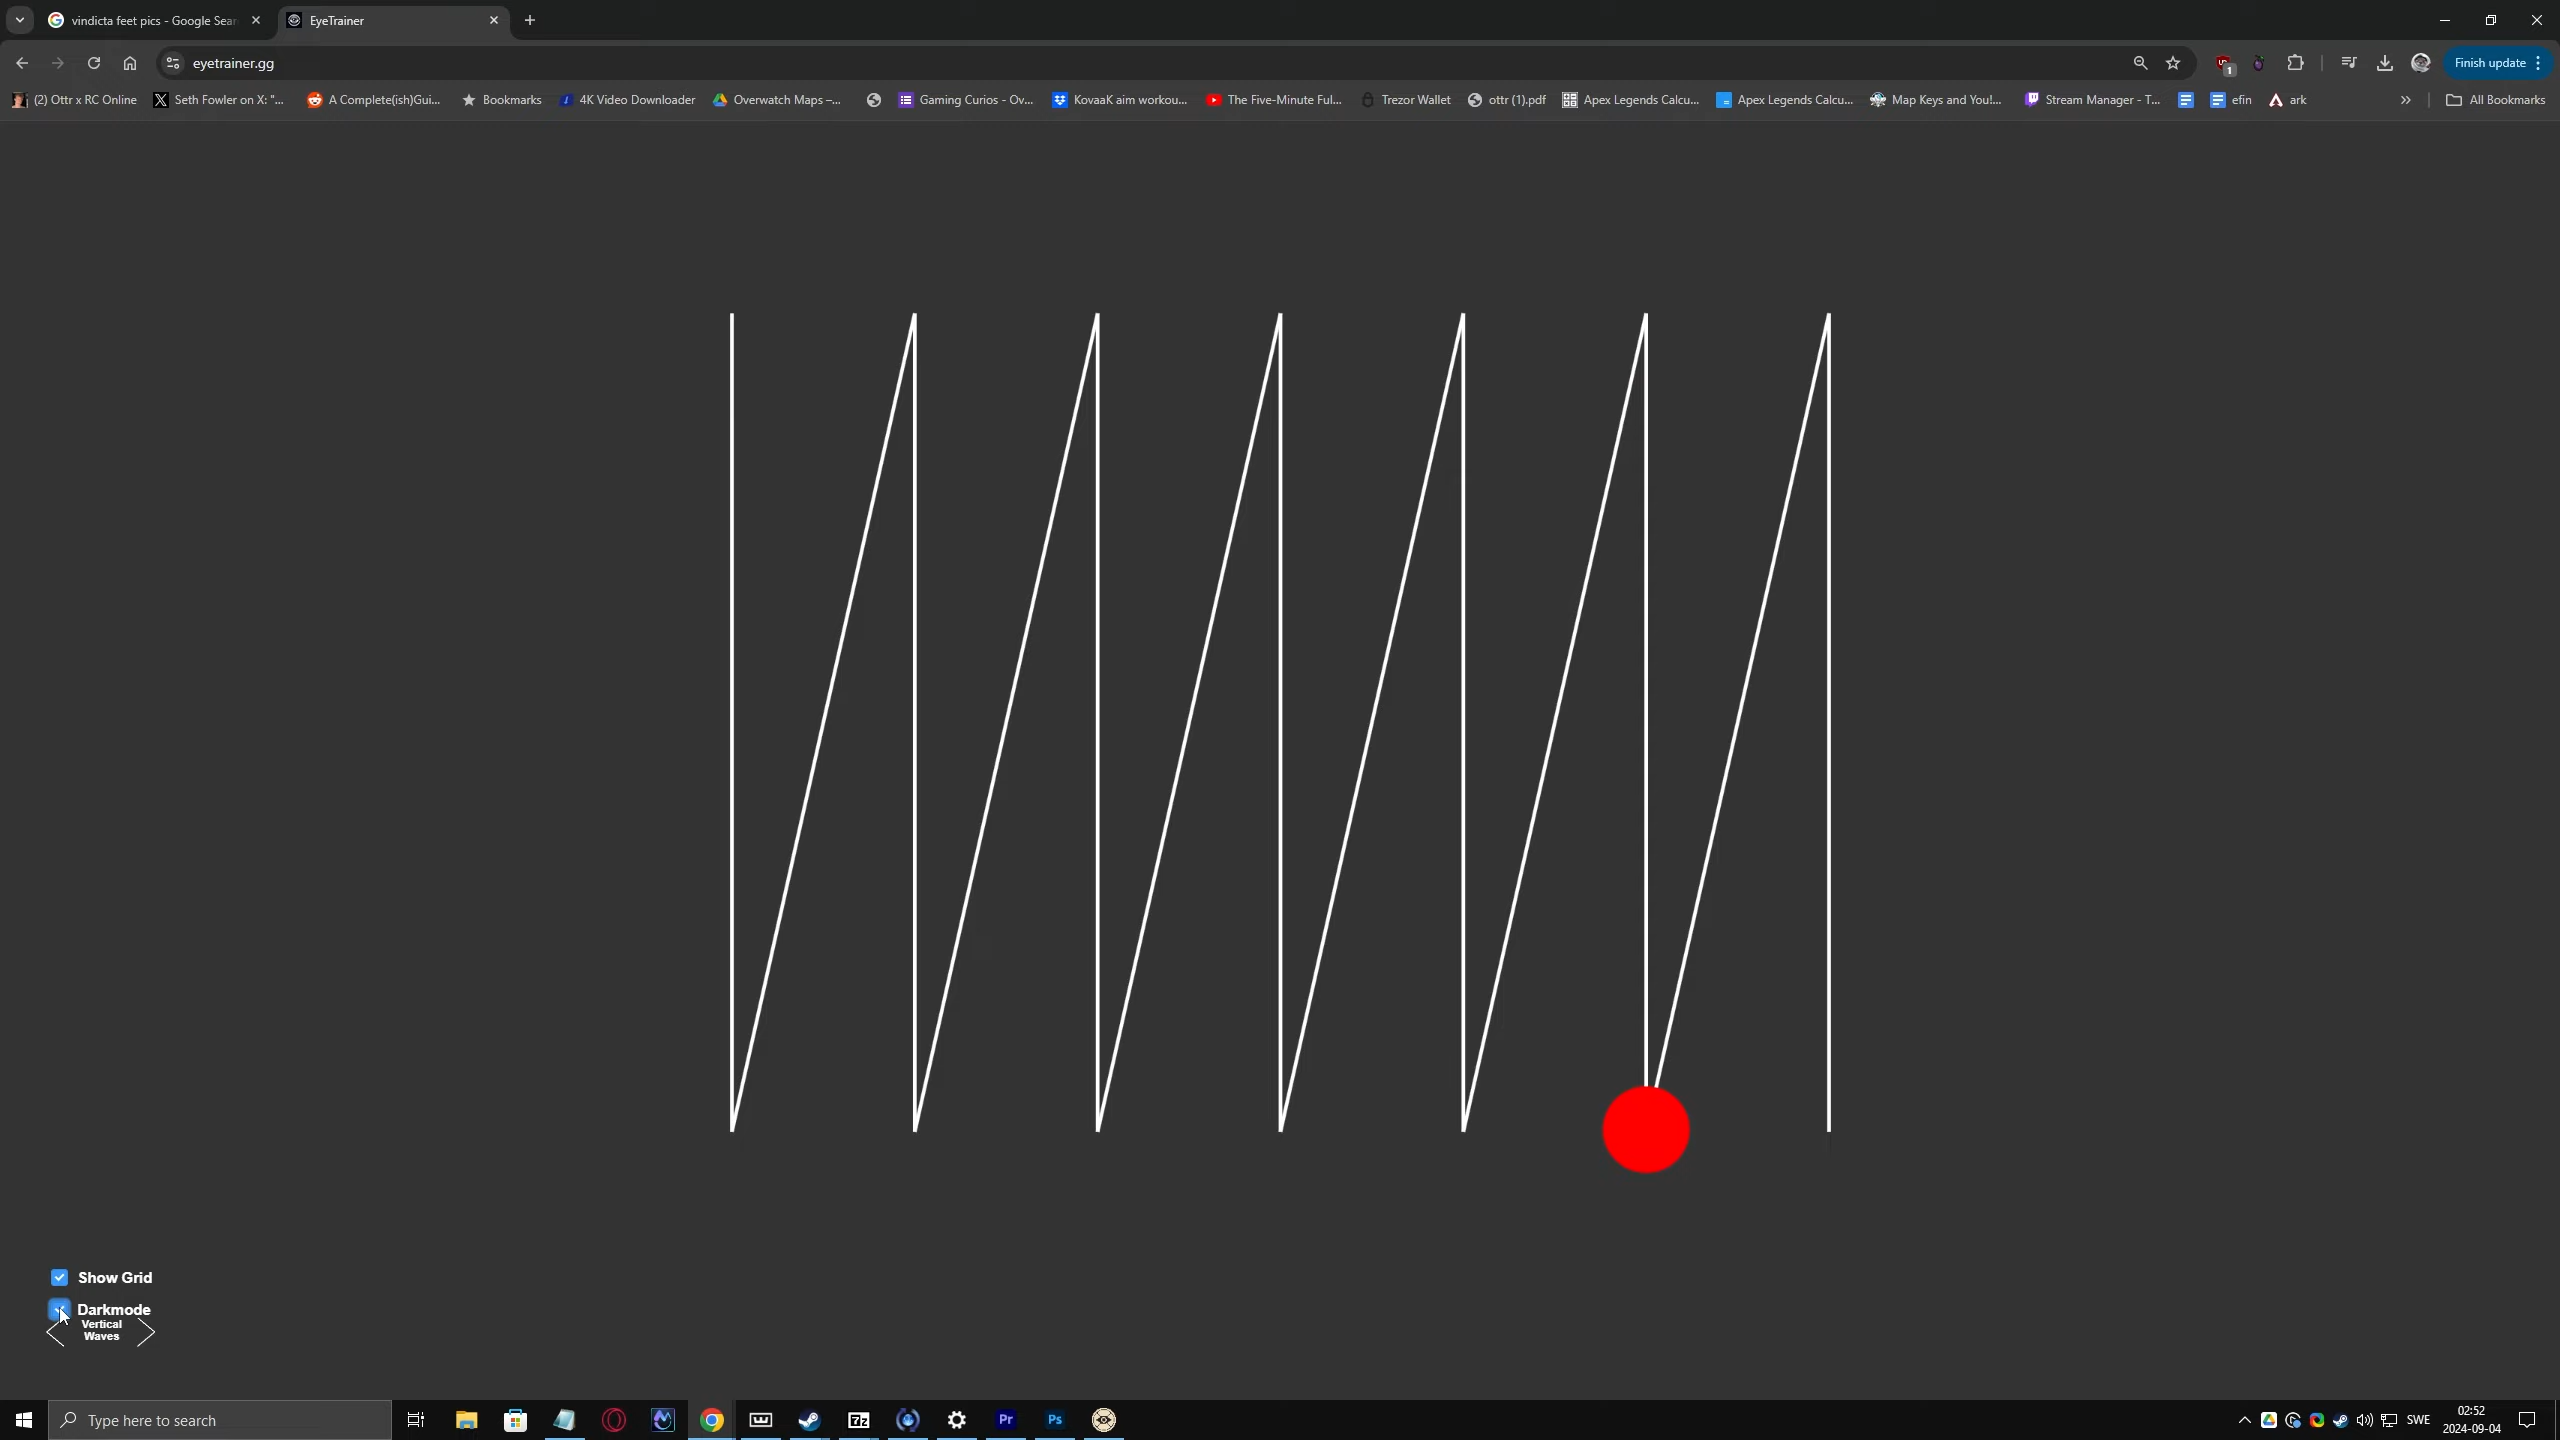 vindicta feet pics - Google Sear
EyeTrainer
eyetrainer.gg
Finish update
(2) Ottr x RC Online
Seth Fowler on X: "...
A Complete(ish)Gui...
Bookmarks
4K Video Downloader
Overwatch Maps –...
Gaming Curios - Ov...
KovaaK aim workou...
The Five-Minute Ful...
Trezor Wallet
ottr (1).pdf
Apex Legends Calcu...
Apex Legends Calcu...
Map Keys and You!...
Stream Manager - T...
efin
ark
All Bookmarks
Show Grid
Darkmode
Vertical
Waves
Type here to search
7z
Pr
Ps
SWE
02:52
2024-09-04